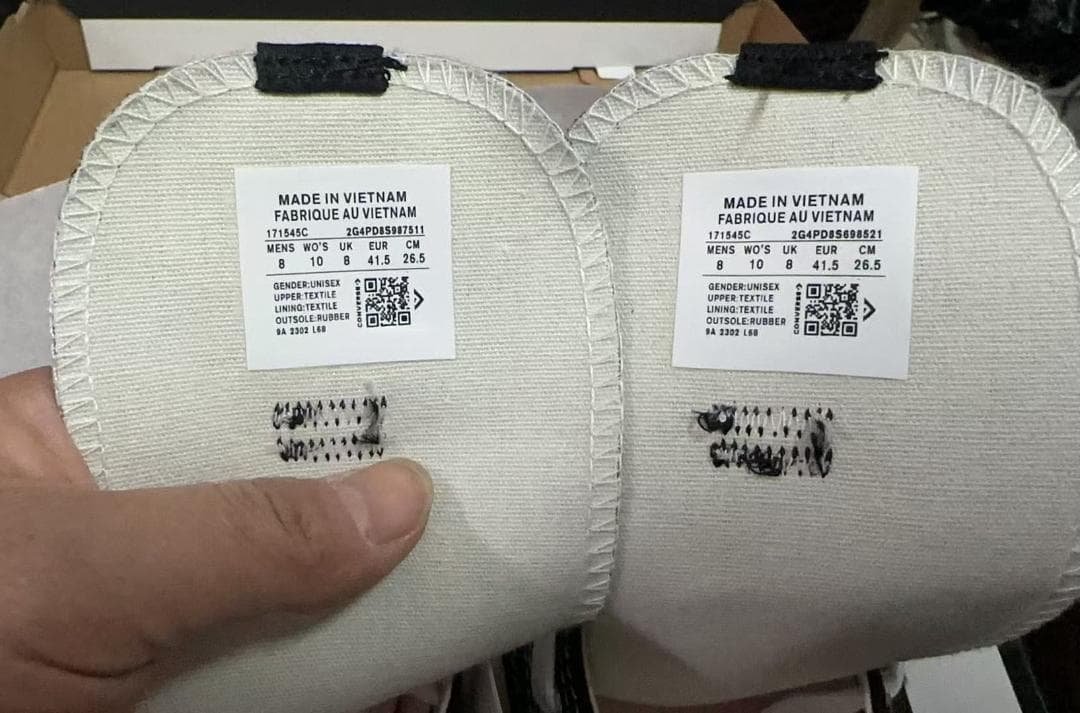 MADE IN VIETNAM
FABRIQUE AU VIETNAM
171545C 2G4PD8S987511
MENS WO'S UK EUR CM
8 10 8 41.5 26.5
GENDER:UNISEX
UPPER:TEXTILE
LINING:TEXTILE
OUTSOLE:RUBBER
9A 2302 L6B
CONVERSE
MADE IN VIETNAM
FABRIQUE AU VIETNAM
171545C 2G4PD8S698521
MENS WO'S UK EUR CM
8 10 8 41.5 26.5
GENDER:UNISEX
UPPER:TEXTILE
LINING:TEXTILE
OUTSOLE:RUBBER
9A 2302 L6B
CONVERSE